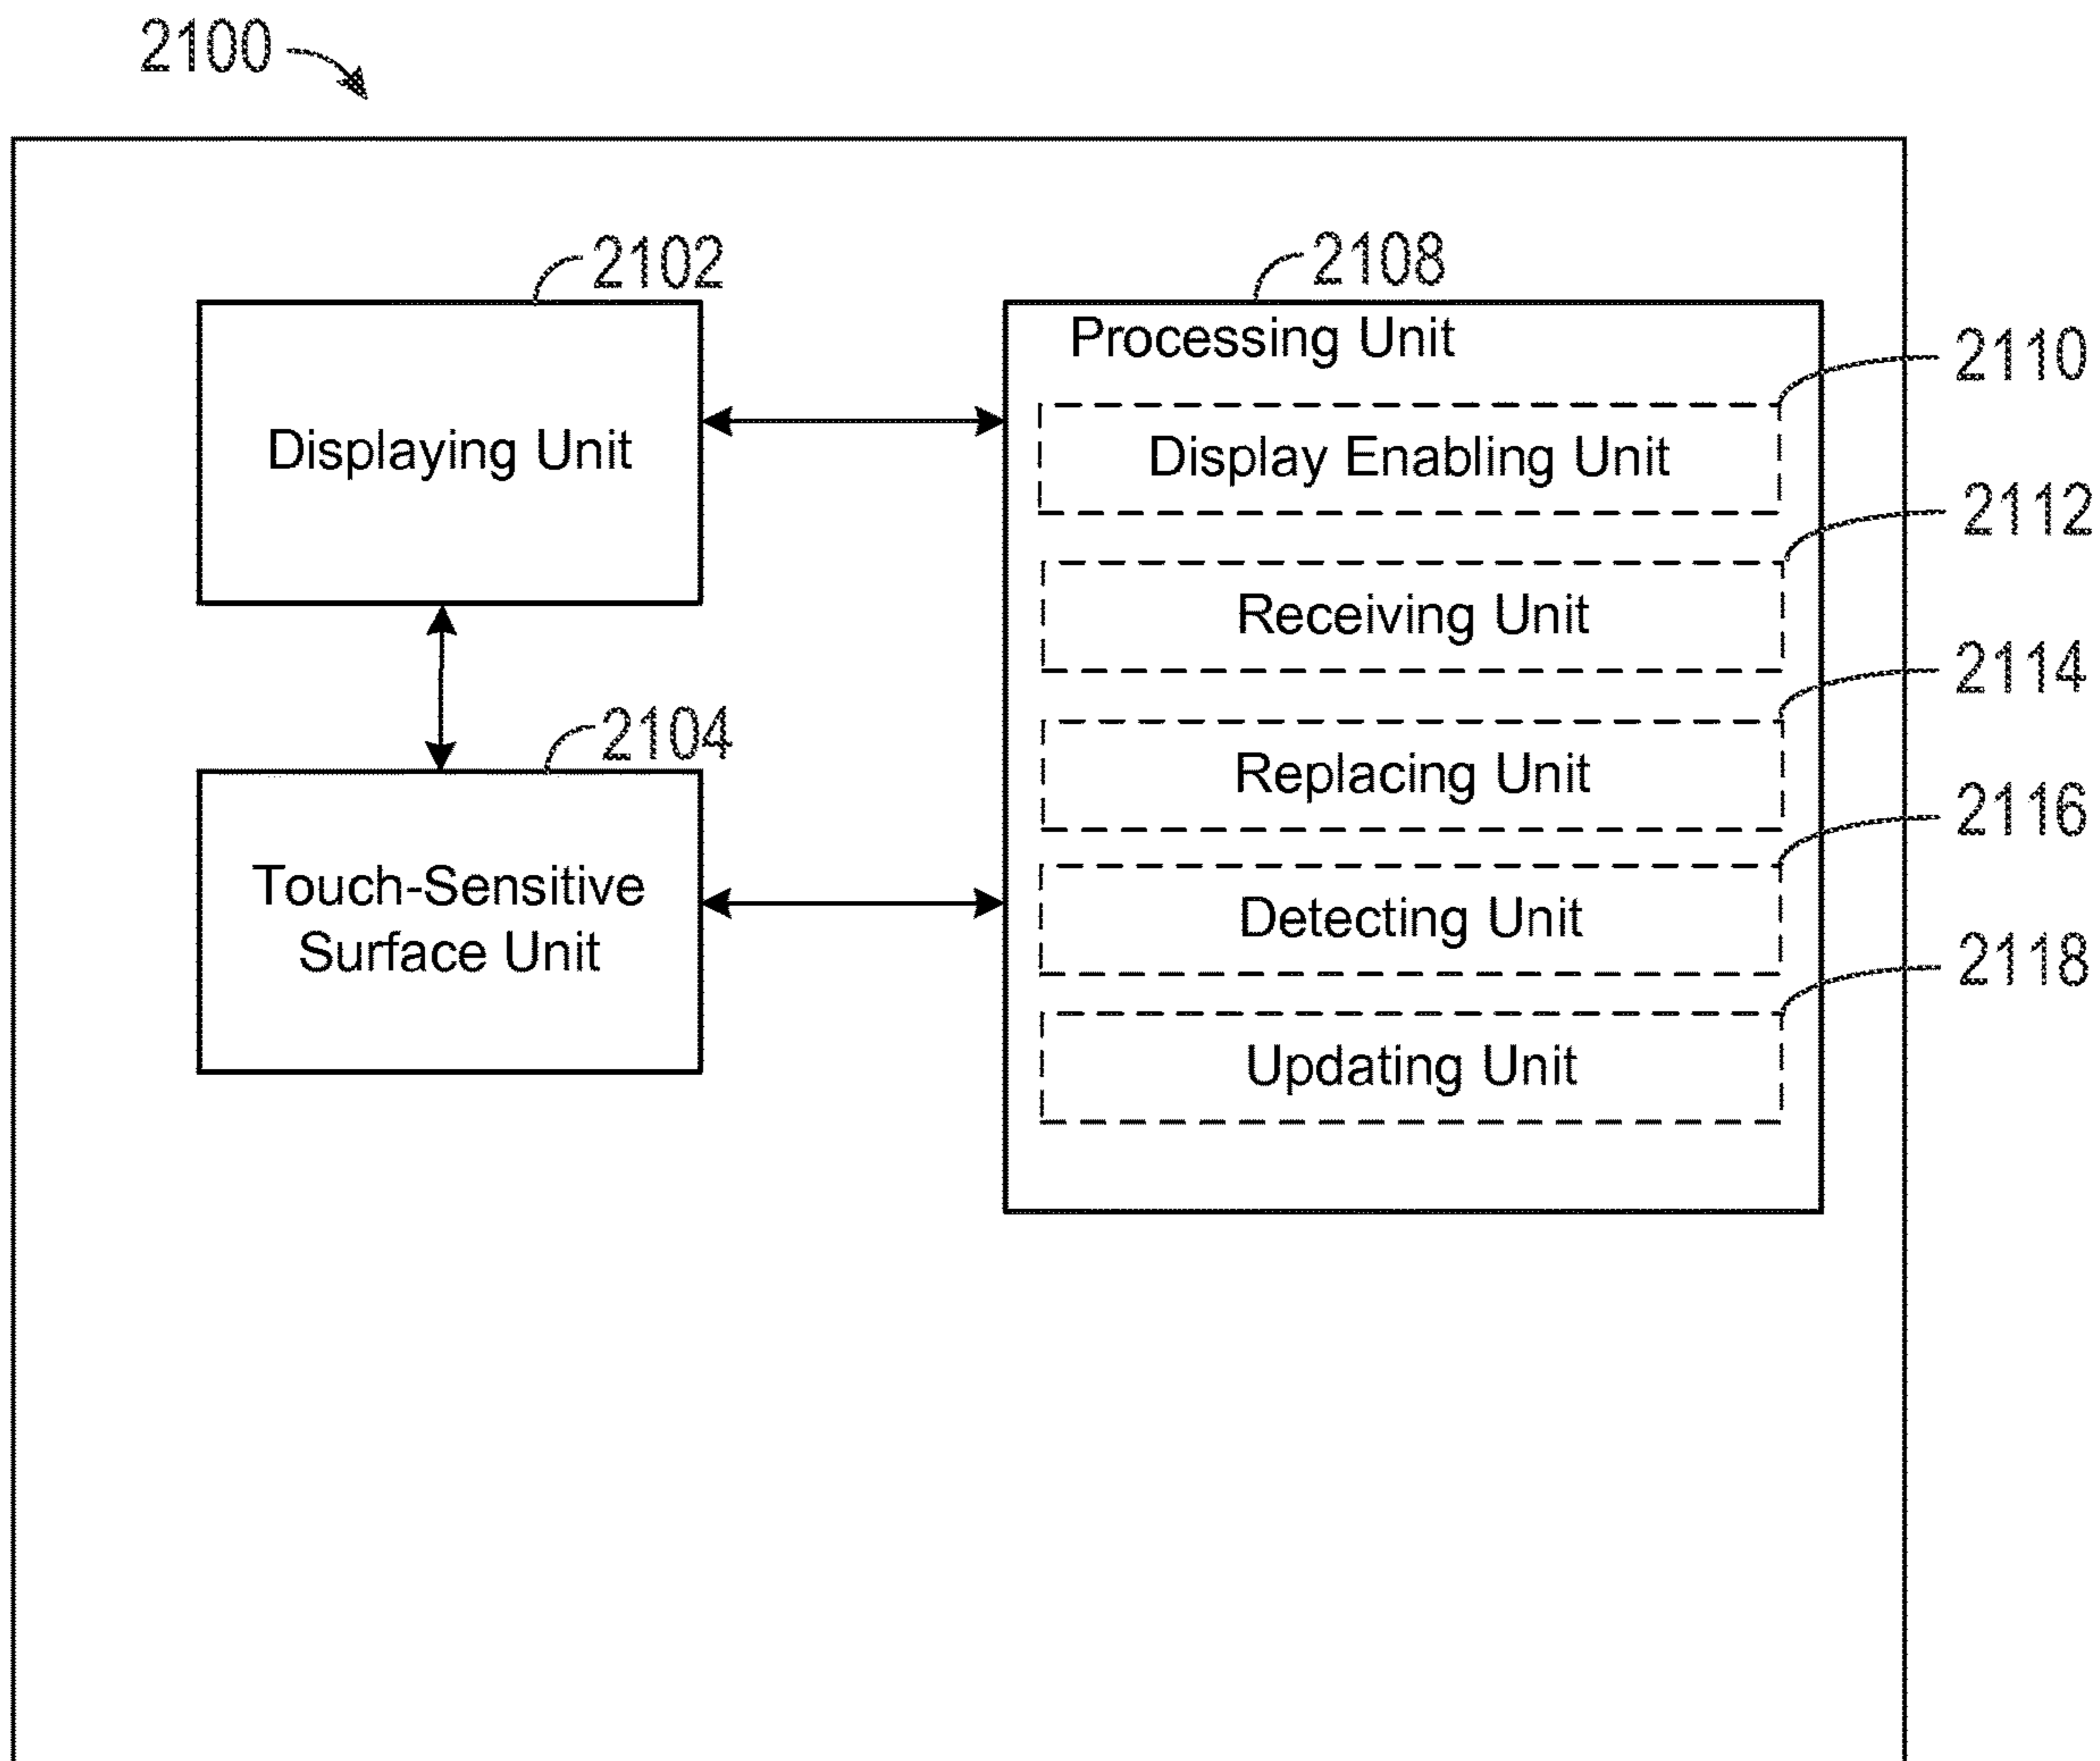 2100
2102
2108
Processing Unit
2110
Displaying Unit
Display Enabling Unit
2112
Receiving Unit
2114
2104
Replacing Unit
2116
Touch-Sensitive
Surface Unit
Detecting Unit
2118
Updating Unit